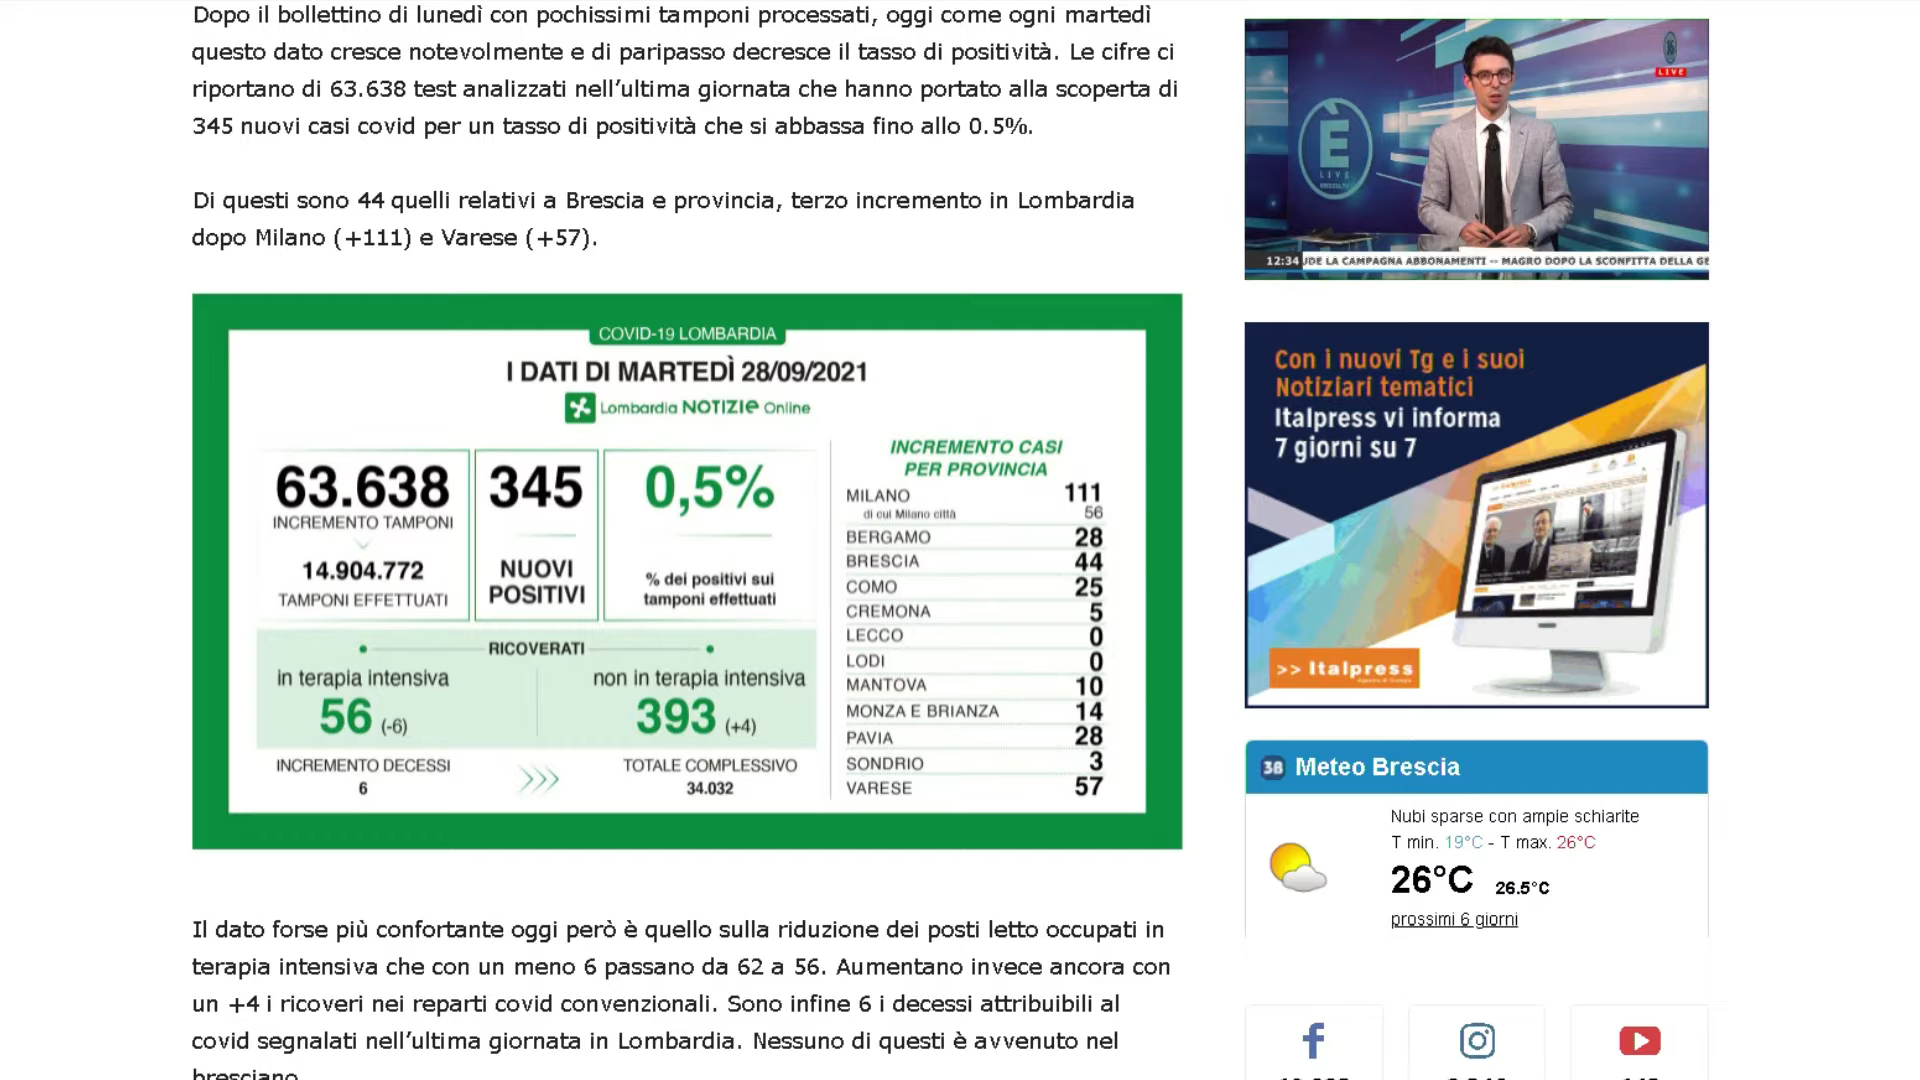 Dopo il bollettino di lunedì con pochissimi tamponi processati, oggi come ogni martedì
questo dato cresce notevolmente e di paripasso decresce il tasso di positività. Le cifre ci
riportano di 63.638 test analizzati nell’ultima giornata che hanno portato alla scoperta di
345 nuovi casi covid per un tasso di positività che si abbassa fino allo 0.5%.
Di questi sono 44 quelli relativi a Brescia e provincia, terzo incremento in Lombardia
dopo Milano (+111) e Varese (+57).
COVID-19 LOMBARDIA
I DATI DI MARTEDÌ 28/09/2021
Lombardia NOTIZIE Online
63.638
INCREMENTO TAMPONI
14.904.772
TAMPONI EFFETTUATI
345
NUOVI
POSITIVI
0,5%
% dei positivi sui
tamponi effettuati
RICOVERATI
in terapia intensiva
56 (-6)
non in terapia intensiva
393 (+4)
INCREMENTO DECESSI
6
TOTALE COMPLESSIVO
34.032
INCREMENTO CASI
PER PROVINCIA
MILANO 111
di cui Milano città 56
BERGAMO 28
BRESCIA 44
COMO 25
CREMONA 5
LECCO 0
LODI 0
MANTOVA 10
MONZA E BRIANZA 14
PAVIA 28
SONDRIO 3
VARESE 57
Il dato forse più confortante oggi però è quello sulla riduzione dei posti letto occupati in
terapia intensiva che con un meno 6 passano da 62 a 56. Aumentano invece ancora con
un +4 i ricoveri nei reparti covid convenzionali. Sono infine 6 i decessi attribuibili al
covid segnalati nell’ultima giornata in Lombardia. Nessuno di questi è avvenuto nel
bresciano
LIVE
È
LIVE
12:34 UDE LA CAMPAGNA ABBONAMENTI -- MAGRO DOPO LA SCONFITTA DELLA GE
Con i nuovi Tg e i suoi
Notiziari tematici
Italpress vi informa
7 giorni su 7
>> Italpress
3B Meteo Brescia
Nubi sparse con ampie schiarite
T min. 19°C - T max. 26°C
26°C 26.5°C
prossimi 6 giorni